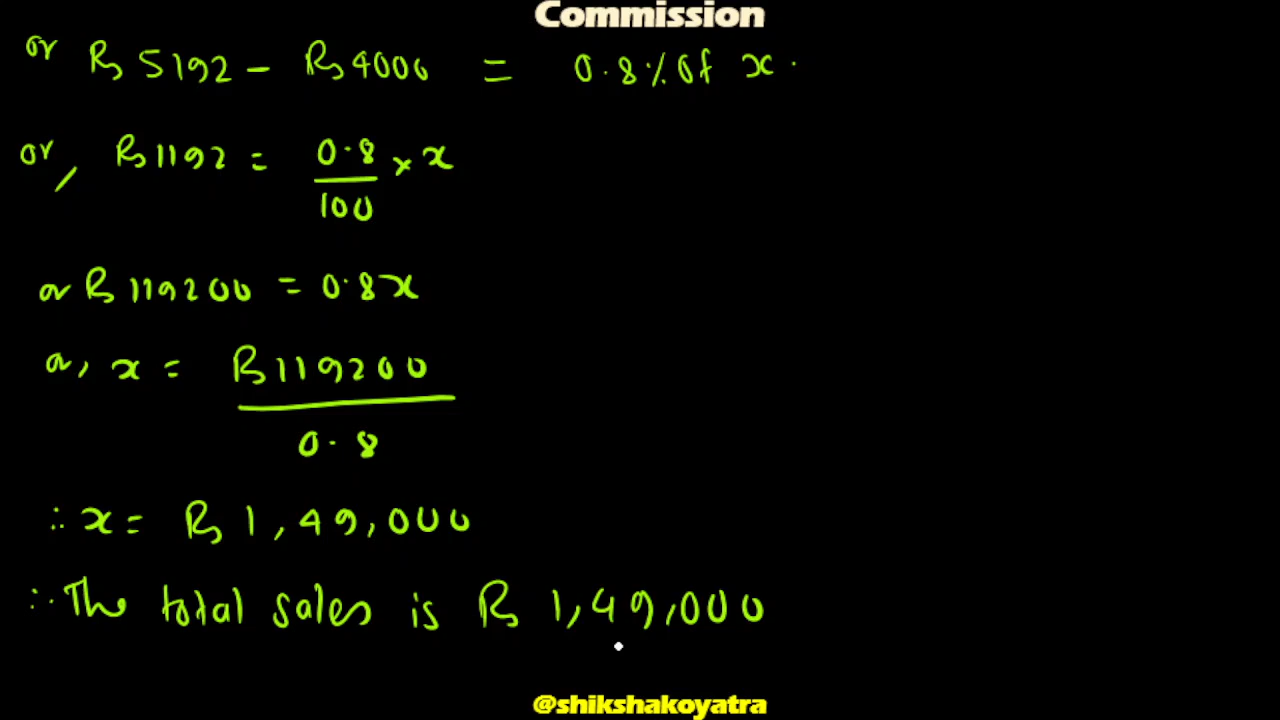 Commission
or Rs 5192 - Rs 4000 = 0.8% of x.
or, Rs 1192 = 0.8/100 × x
or Rs 119200 = 0.8x
or, x = Rs 119200/0.8
∴ x = Rs 1,49,000
∴ The total sales is Rs 1,49,000
@shikshakoyatra